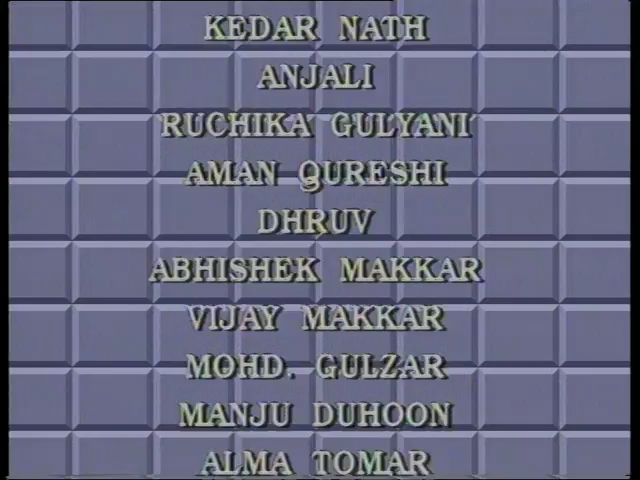 KEDAR NATH
ANJALI
RUCHIKA GULYANI
AMAN QURESHI
DHRUV
ABHISHEK MAKKAR
VIJAY MAKKAR
MOHD. GULZAR
MANJU DUHOON
ALMA TOMAR